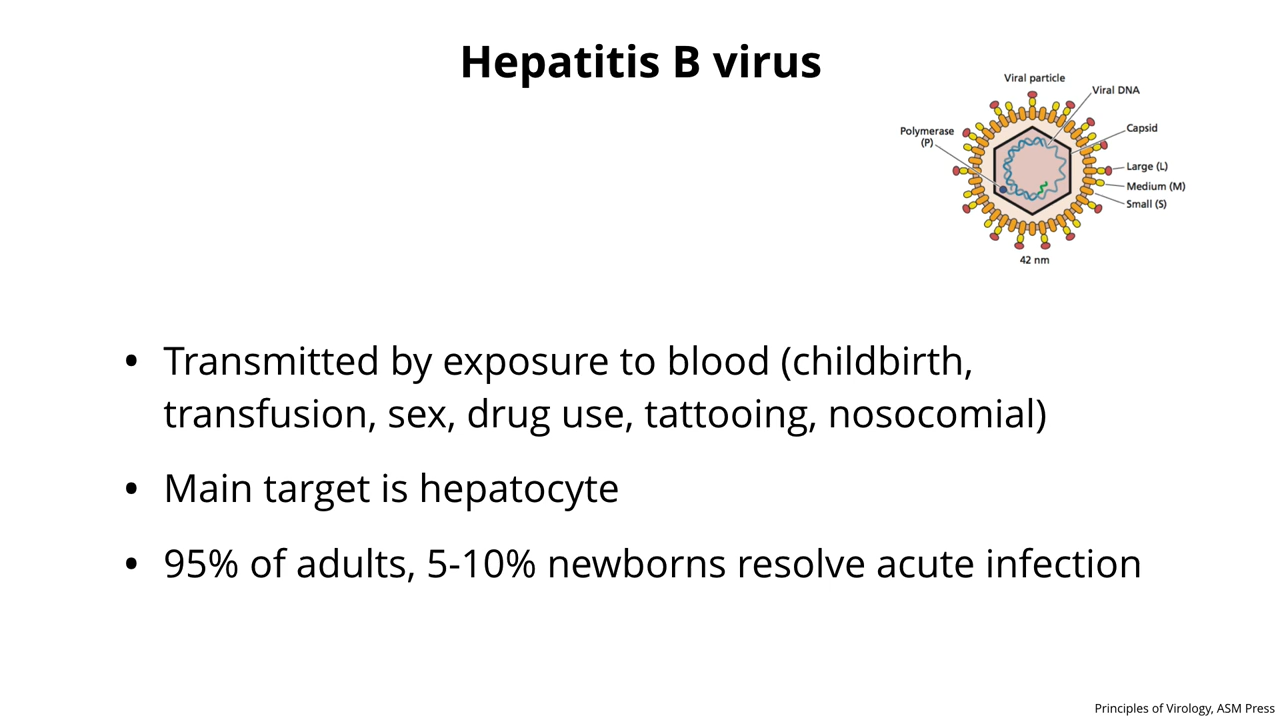 Hepatitis B virus
Viral particle
Viral DNA
Polymerase
(P)
Capsid
Large (L)
Medium (M)
Small (S)
42 nm
• Transmitted by exposure to blood (childbirth,
transfusion, sex, drug use, tattooing, nosocomial)
• Main target is hepatocyte
• 95% of adults, 5-10% newborns resolve acute infection
Principles of Virology, ASM Press